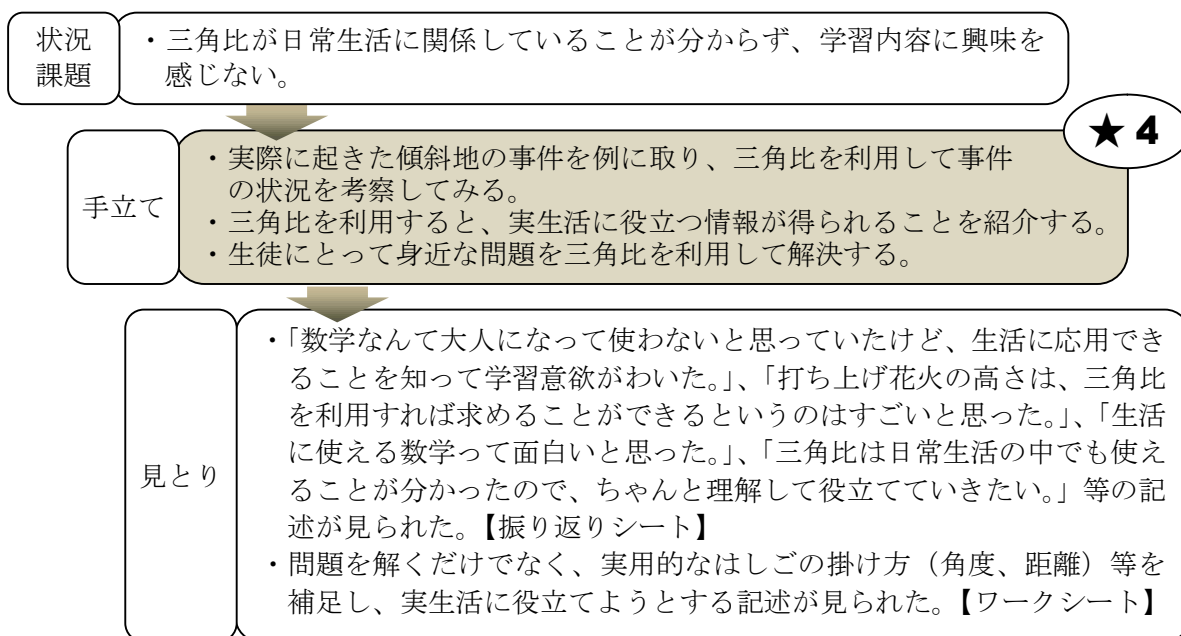 状況
課題
・三角比が日常生活に関係していることが分からず、学習内容に興味を
感じない。
★4
手立て
・実際に起きた傾斜地の事件を例に取り、三角比を利用して事件
の状況を考察してみる。
・三角比を利用すると、実生活に役立つ情報が得られることを紹介する。
・生徒にとって身近な問題を三角比を利用して解決する。
見とり
・「数学なんて大人になって使わないと思っていたけど、生活に応用でき
ることを知って学習意欲がわいた。」、「打ち上げ花火の高さは、三角比
を利用すれば求めることができるというのはすごいと思った。」、「生活
に使える数学って面白いと思った。」、「三角比は日常生活の中でも使え
ることが分かったので、ちゃんと理解して役立てていきたい。」等の記
述が見られた。【振り返りシート】
・問題を解くだけでなく、実用的なはしごの掛け方（角度、距離）等を
補足し、実生活に役立てようとする記述が見られた。【ワークシート】